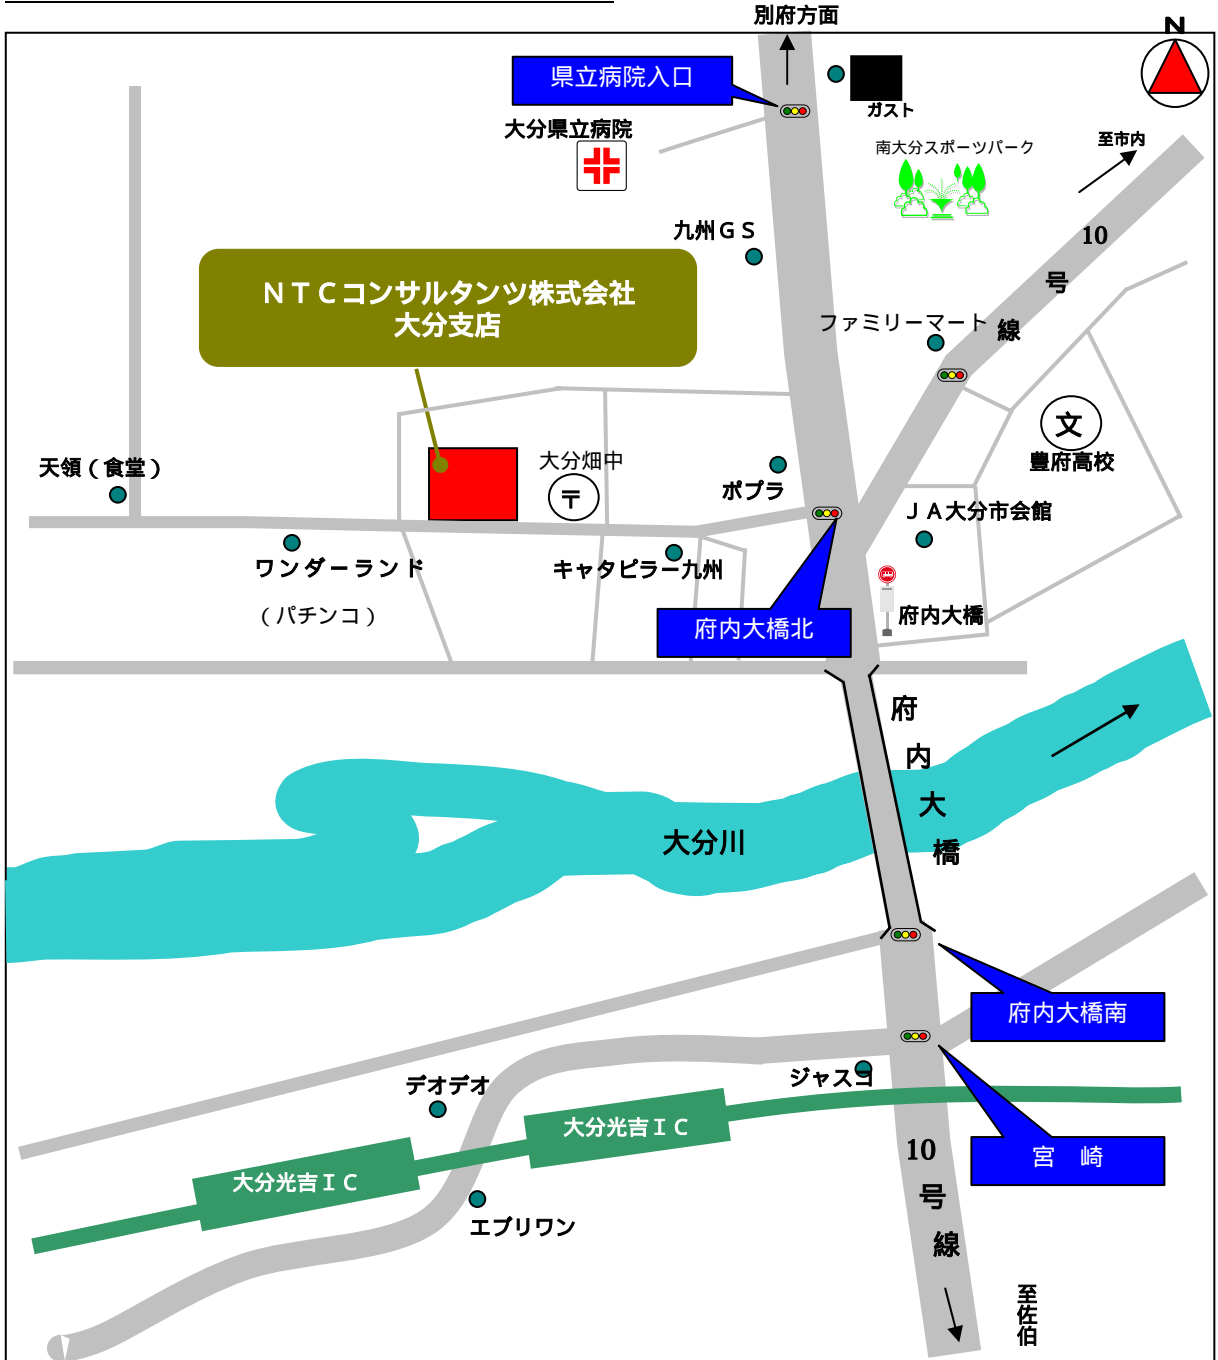 別府方面
N
県立病院入口
ガスト
大分県立病院
南大分スポーツパーク
至市内
九州ＧＳ
10
号
線
ＮＴＣコンサルタンツ株式会社
大分支店
ファミリーマート
文
豊府高校
天領（食堂）
大分畑中
〒
ポプラ
ＪＡ大分市会館
ワンダーランド
（パチンコ）
キャタピラー九州
府内大橋北
府内大橋
府
内
大
橋
大分川
府内大橋南
ジャスコ
デオデオ
大分光吉ＩＣ
大分光吉ＩＣ
宮　崎
エブリワン
10
号
線
至佐伯